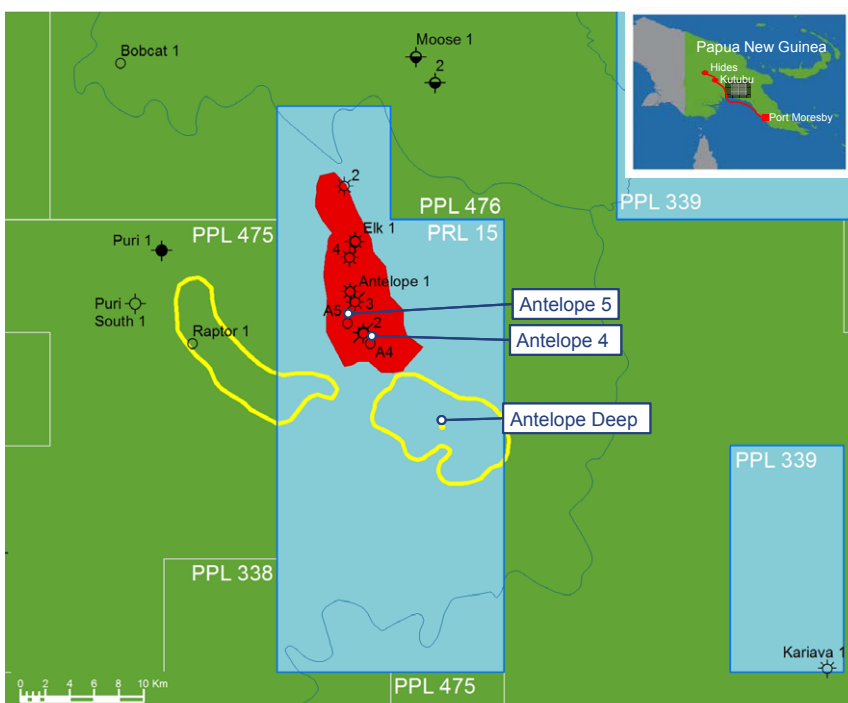 Bobcat 1
Moose 1
2
Papua New Guinea
Hides
Kutubu
Port Moresby
2
PPL 476
PPL 339
PPL 475
Elk 1
PRL 15
Puri 1
4
Antelope 1
Puri
South 1
3
A5
Antelope 5
Raptor 1
2
A4
Antelope 4
Antelope Deep
PPL 339
PPL 338
Kariava 1
PPL 475
0 2 4 6 8 10 Km